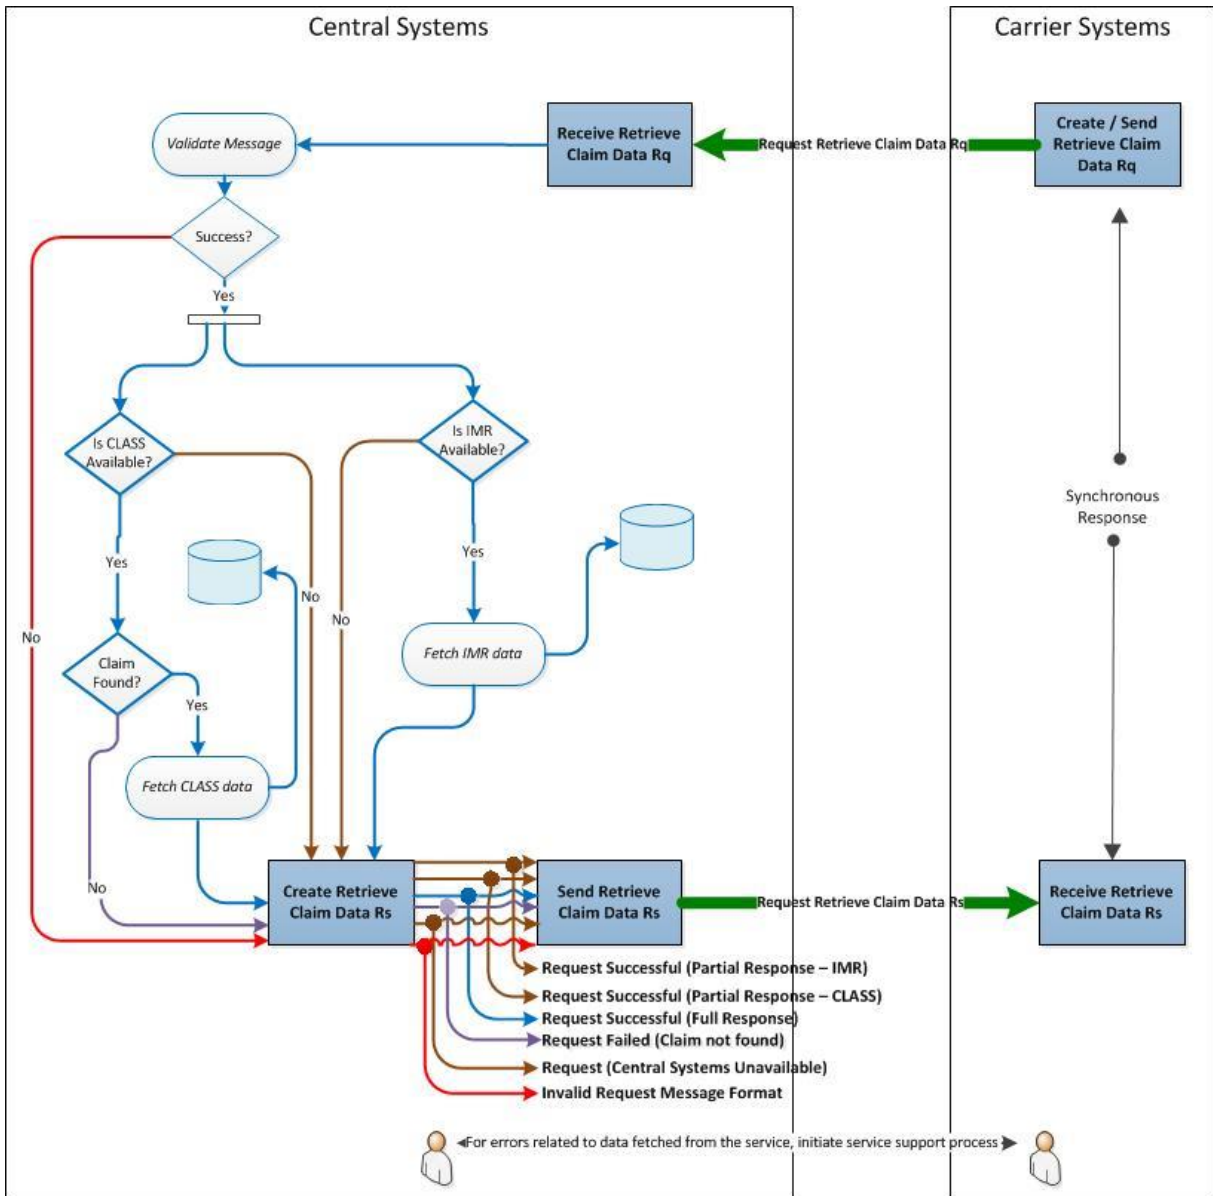 Central Systems
Carrier Systems
Validate Message
Receive Retrieve
Claim Data Rq
Request Retrieve Claim Data Rq
Create / Send
Retrieve Claim
Data Rq
Success?
Yes
Is CLASS
Available?
Is IMR
Available?
Synchronous
Response
Yes
Yes
No
No
No
Fetch IMR data
Claim
Found?
Yes
Fetch CLASS data
No
Create Retrieve
Claim Data Rs
Send Retrieve
Claim Data Rs
Request Retrieve Claim Data Rs
Receive Retrieve
Claim Data Rs
Request Successful (Partial Response – IMR)
Request Successful (Partial Response – CLASS)
Request Successful (Full Response)
Request Failed (Claim not found)
Request (Central Systems Unavailable)
Invalid Request Message Format
For errors related to data fetched from the service, initiate service support process